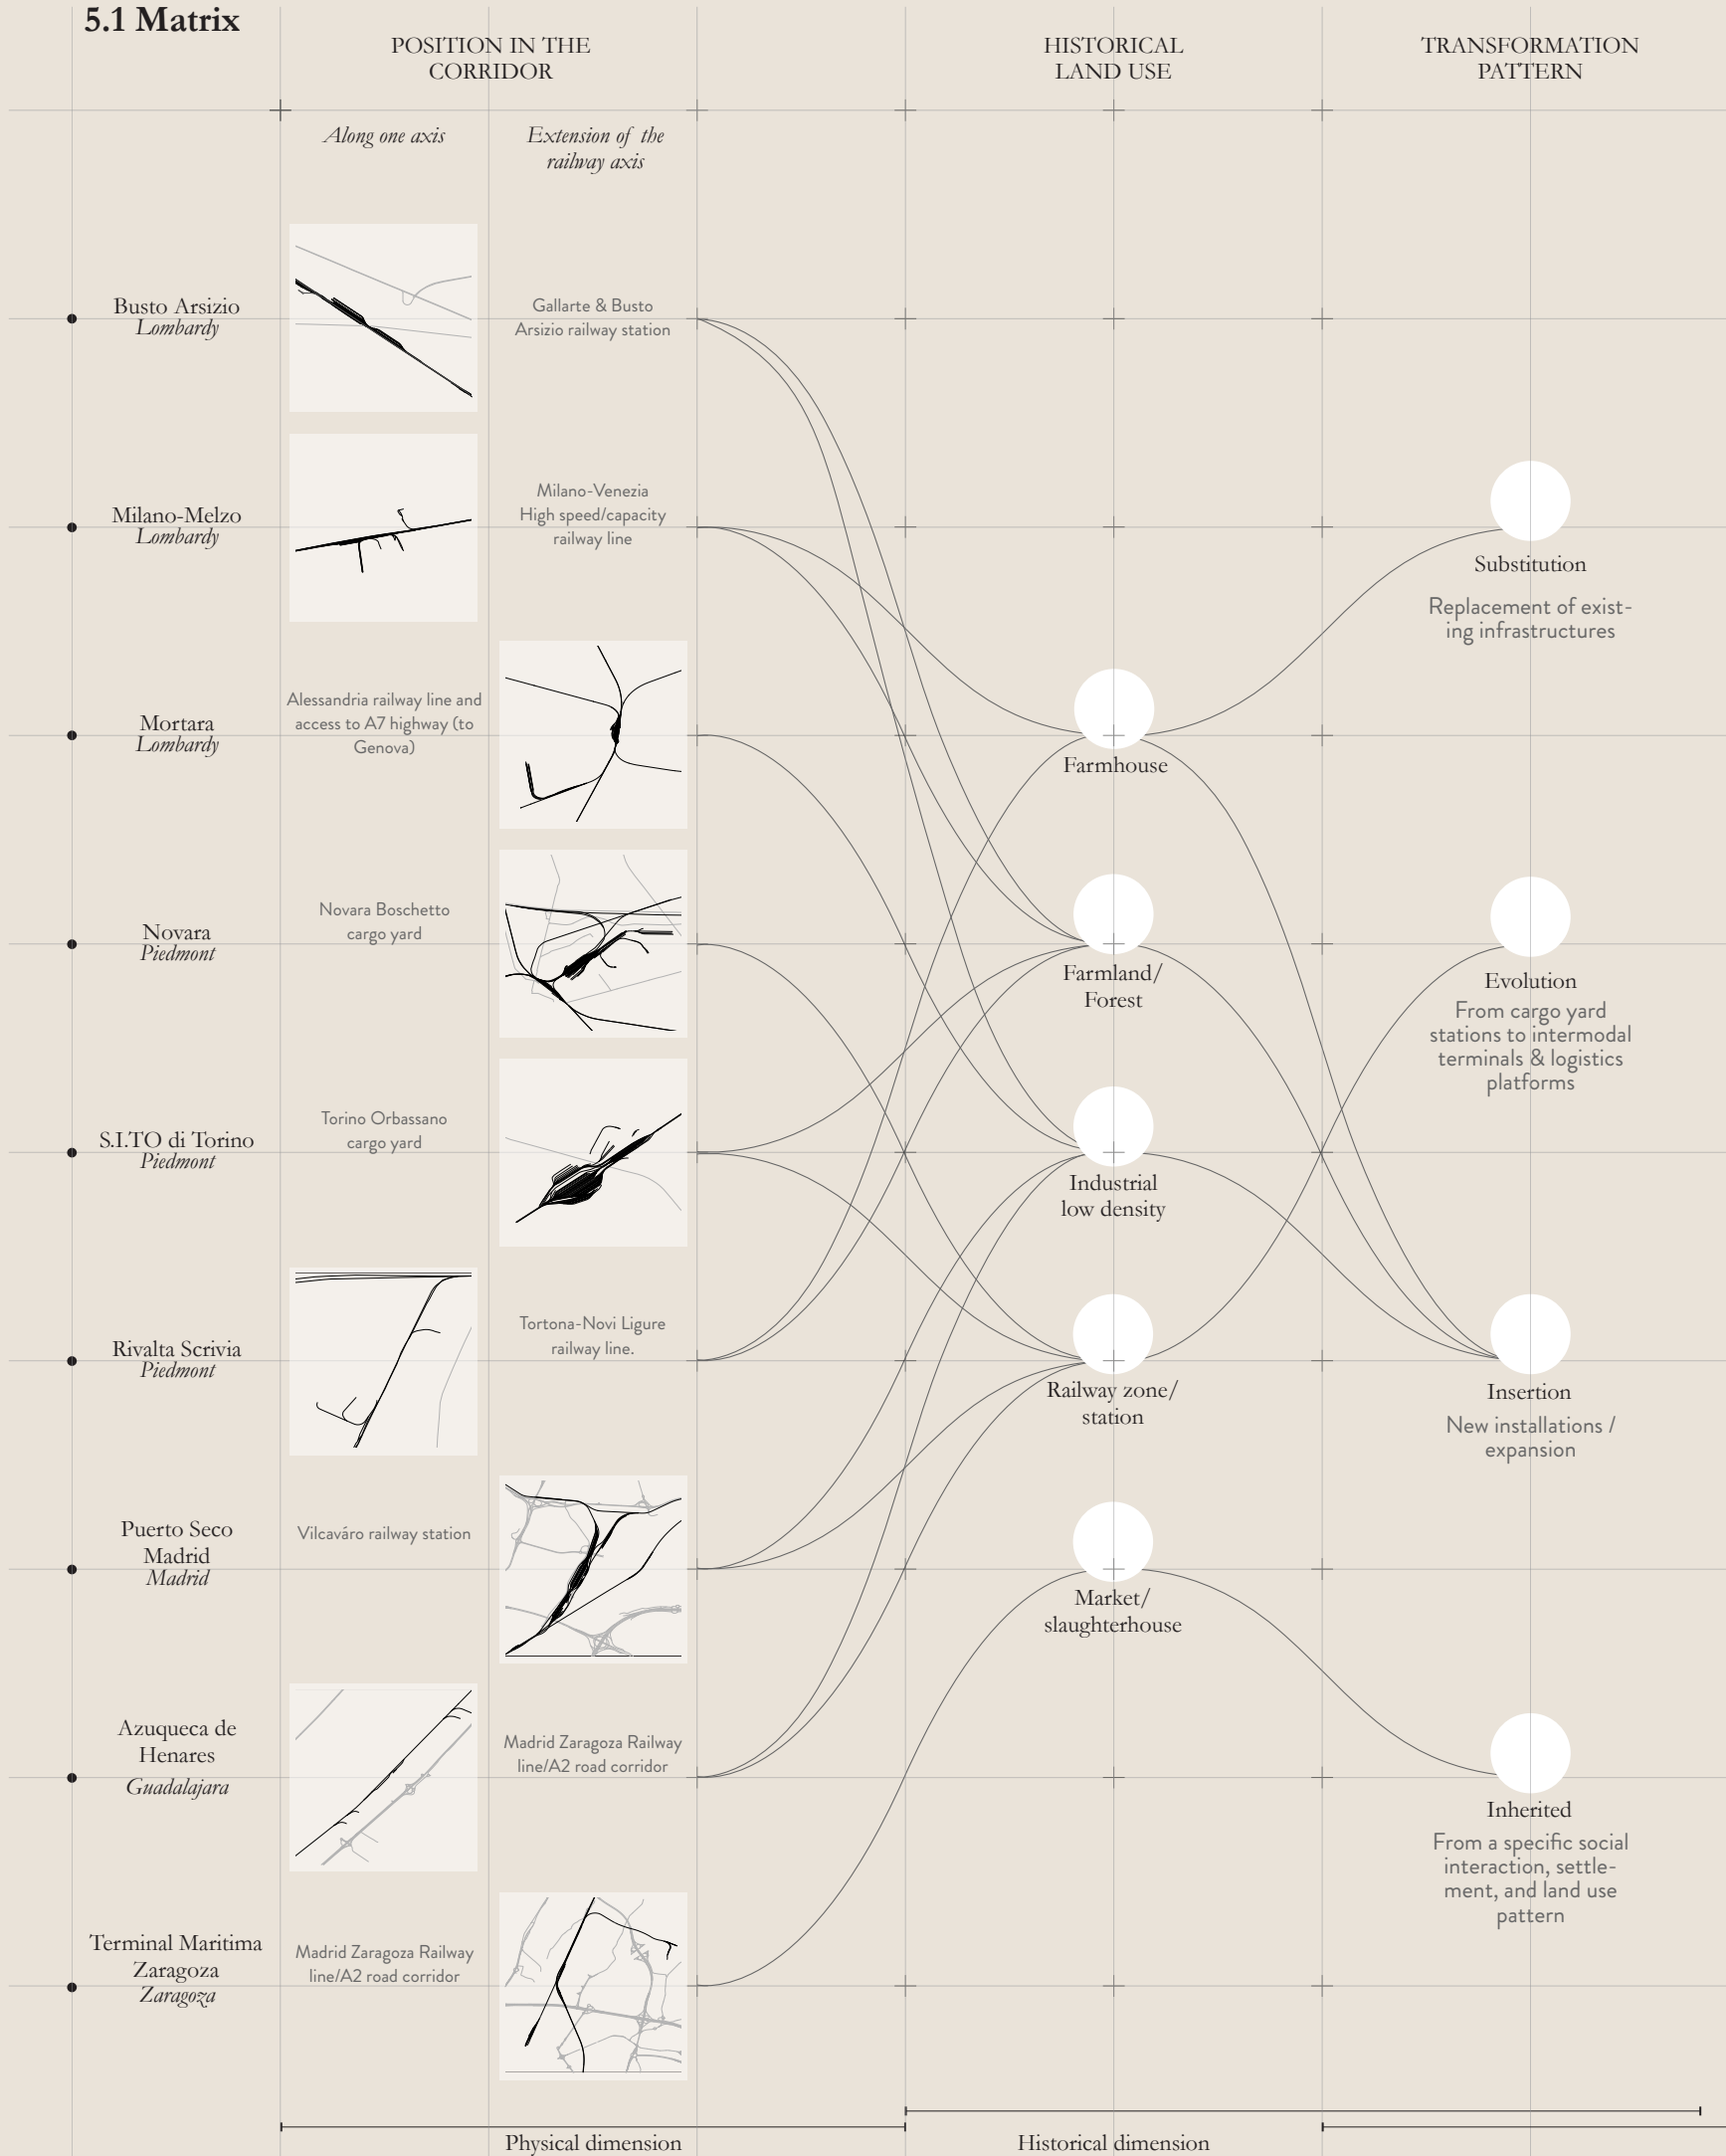 5.1 Matrix
POSITION IN THE
CORRIDOR
HISTORICAL
LAND USE
TRANSFORMATION
PATTERN
Along one axis
Extension of the
railway axis
Busto Arsizio
Lombardy
Gallarte & Busto
Arsizio railway station
Milano-Melzo
Lombardy
Milano-Venezia
High speed/capacity
railway line
Substitution
Replacement of exist-
ing infrastructures
Mortara
Lombardy
Alessandria railway line and
access to A7 highway (to
Genova)
Farmhouse
Novara
Piedmont
Novara Boschetto
cargo yard
Farmland/
Forest
Evolution
From cargo yard
stations to intermodal
terminals & logistics
platforms
S.I.TO di Torino
Piedmont
Torino Orbassano
cargo yard
Industrial
low density
Rivalta Scrivia
Piedmont
Tortona-Novi Ligure
railway line.
Railway zone/
station
Insertion
New installations /
expansion
Puerto Seco
Madrid
Madrid
Vilcaváro railway station
Market/
slaughterhouse
Azuqueca de
Henares
Guadalajara
Madrid Zaragoza Railway
line/A2 road corridor
Inherited
From a specific social
interaction, settle-
ment, and land use
pattern
Terminal Maritima
Zaragoza
Zaragoza
Madrid Zaragoza Railway
line/A2 road corridor
Physical dimension
Historical dimension